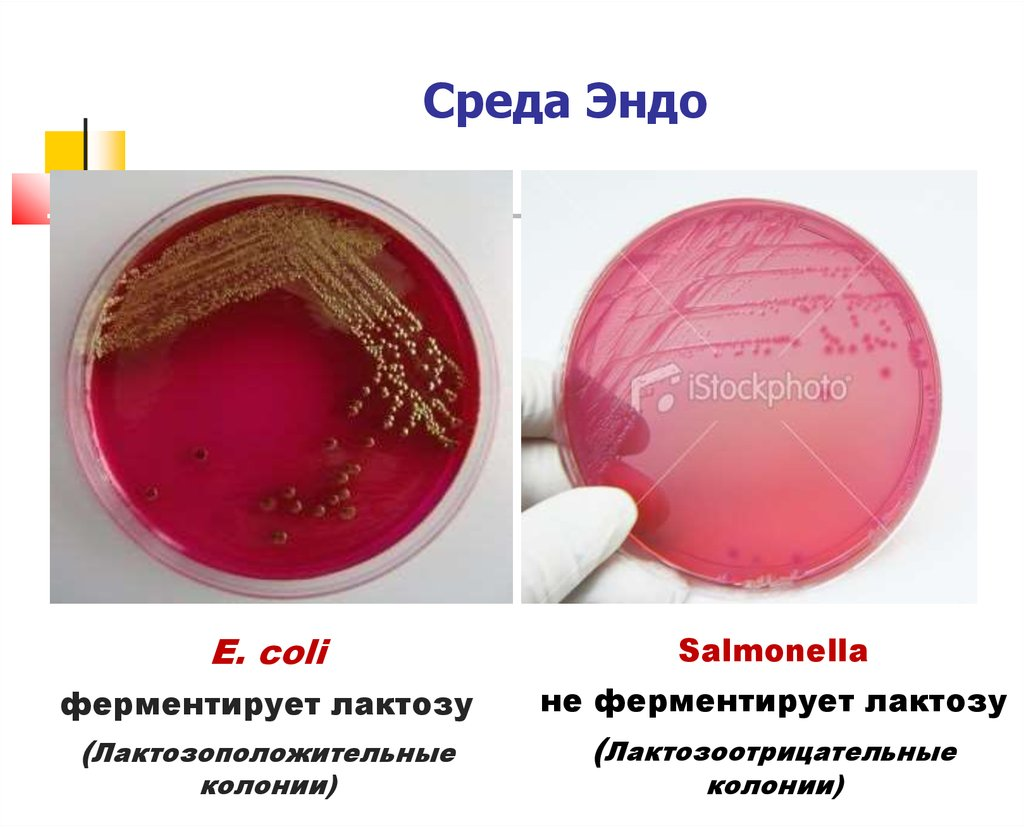 Среда Эндо
iStockphoto®
E. coli
ферментирует лактозу
(Лактозоположительные
колонии)
Salmonella
не ферментирует лактозу
(Лактозоотрицательные
колонии)